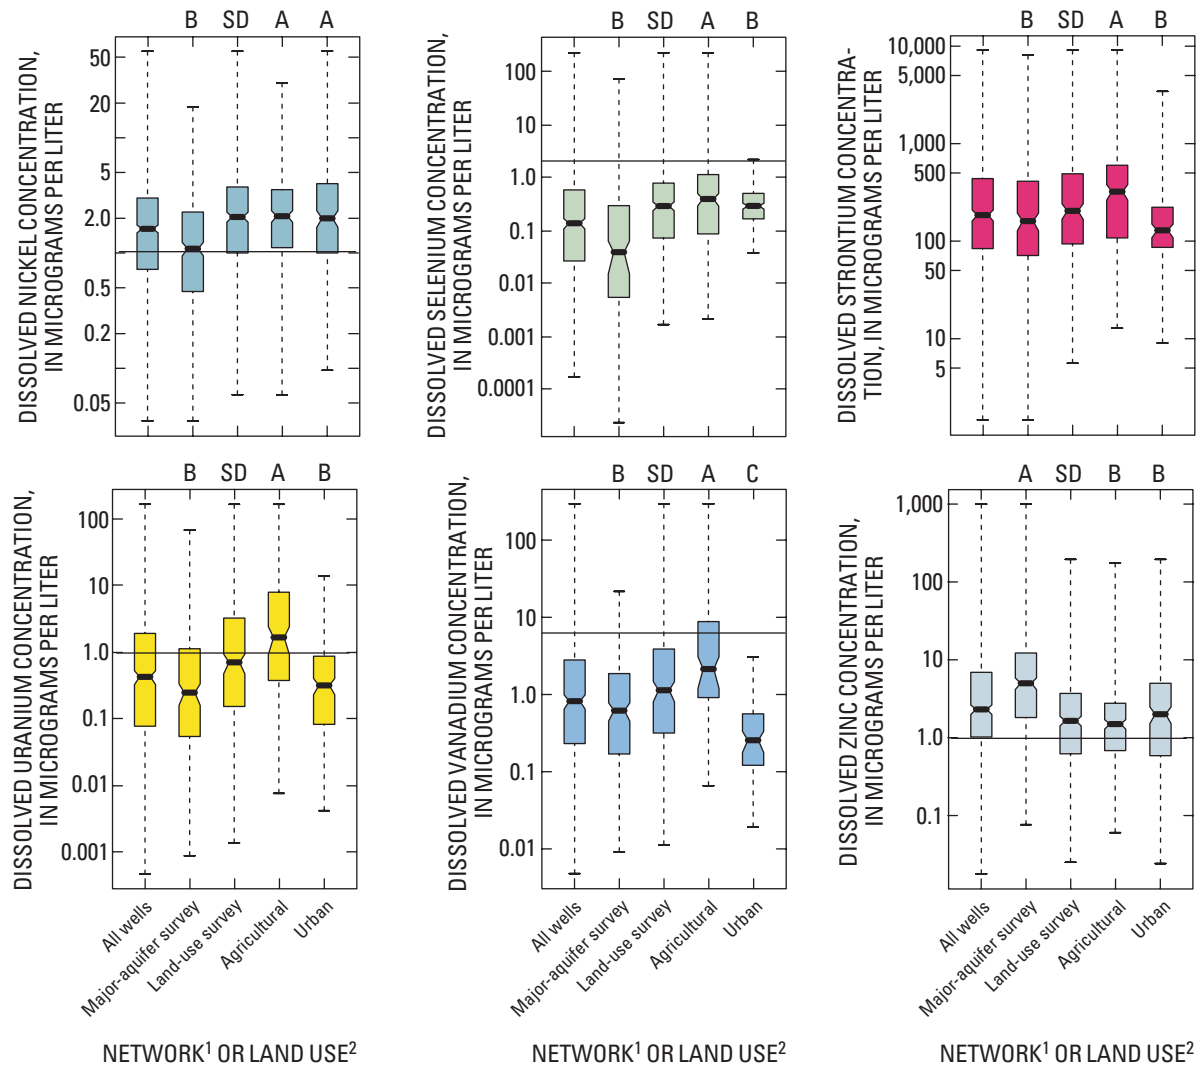 B SD A A
DISSOLVED NICKEL CONCENTRATION,
IN MICROGRAMS PER LITER
50
20
5
2.0
0.5
0.2
0.05
B SD A B
DISSOLVED SELENIUM CONCENTRATION,
IN MICROGRAMS PER LITER
100
10
1.0
0.1
0.01
0.001
0.0001
B SD A B
DISSOLVED STRONTIUM CONCENTRA-
TION, IN MICROGRAMS PER LITER
10,000
5,000
1,000
500
100
50
10
5
B SD A B
DISSOLVED URANIUM CONCENTRATION,
IN MICROGRAMS PER LITER
100
10
1.0
0.1
0.01
0.001
All wells
Major-aquifer survey
Land-use survey
Agricultural
Urban
NETWORK¹ OR LAND USE²
B SD A C
DISSOLVED VANADIUM CONCENTRATION,
IN MICROGRAMS PER LITER
100
10
1.0
0.1
0.01
All wells
Major-aquifer survey
Land-use survey
Agricultural
Urban
NETWORK¹ OR LAND USE²
A SD B B
DISSOLVED ZINC CONCENTRATION,
IN MICROGRAMS PER LITER
1,000
100
10
1.0
0.1
All wells
Major-aquifer survey
Land-use survey
Agricultural
Urban
NETWORK¹ OR LAND USE²